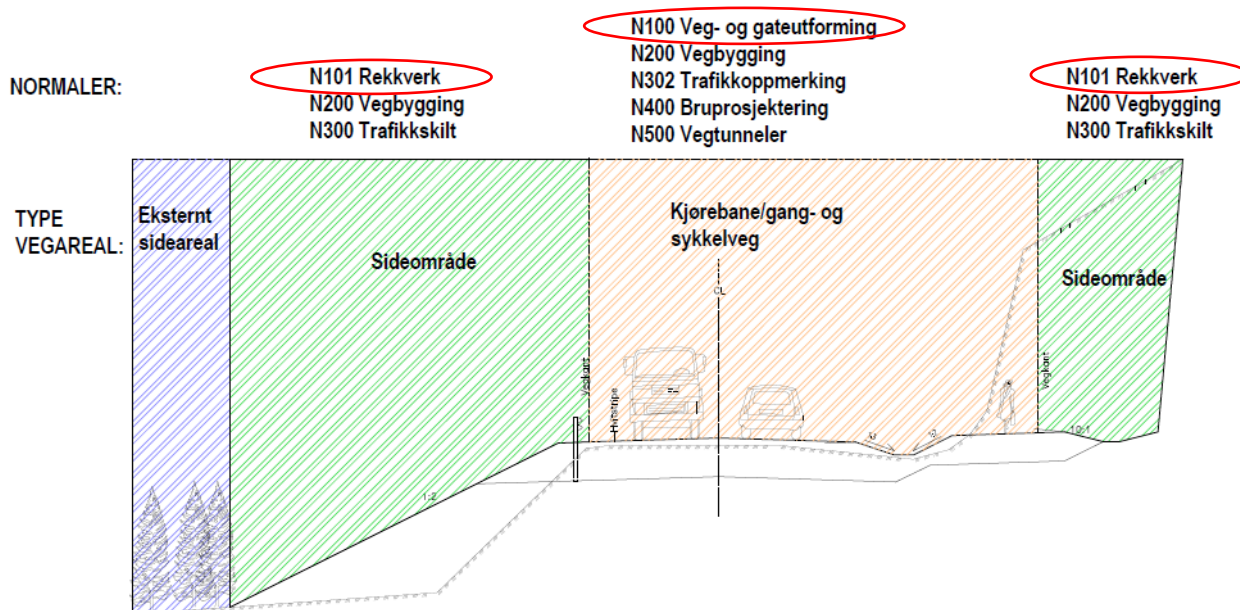 N100 Veg- og gateutforming
N200 Vegbygging
N302 Trafikkoppmerking
N400 Bruprosjektering
N500 Vegtunneler
NORMALER:
N101 Rekkverk
N200 Vegbygging
N300 Trafikkskilt
N101 Rekkverk
N200 Vegbygging
N300 Trafikkskilt
TYPE
VEGAREAL:
Eksternt
sideareal
Sideområde
Kjørebane/gang- og
sykkelveg
Sideområde
CL
Vegkant
Hvitstripe
Vegkant
10:1
1:2